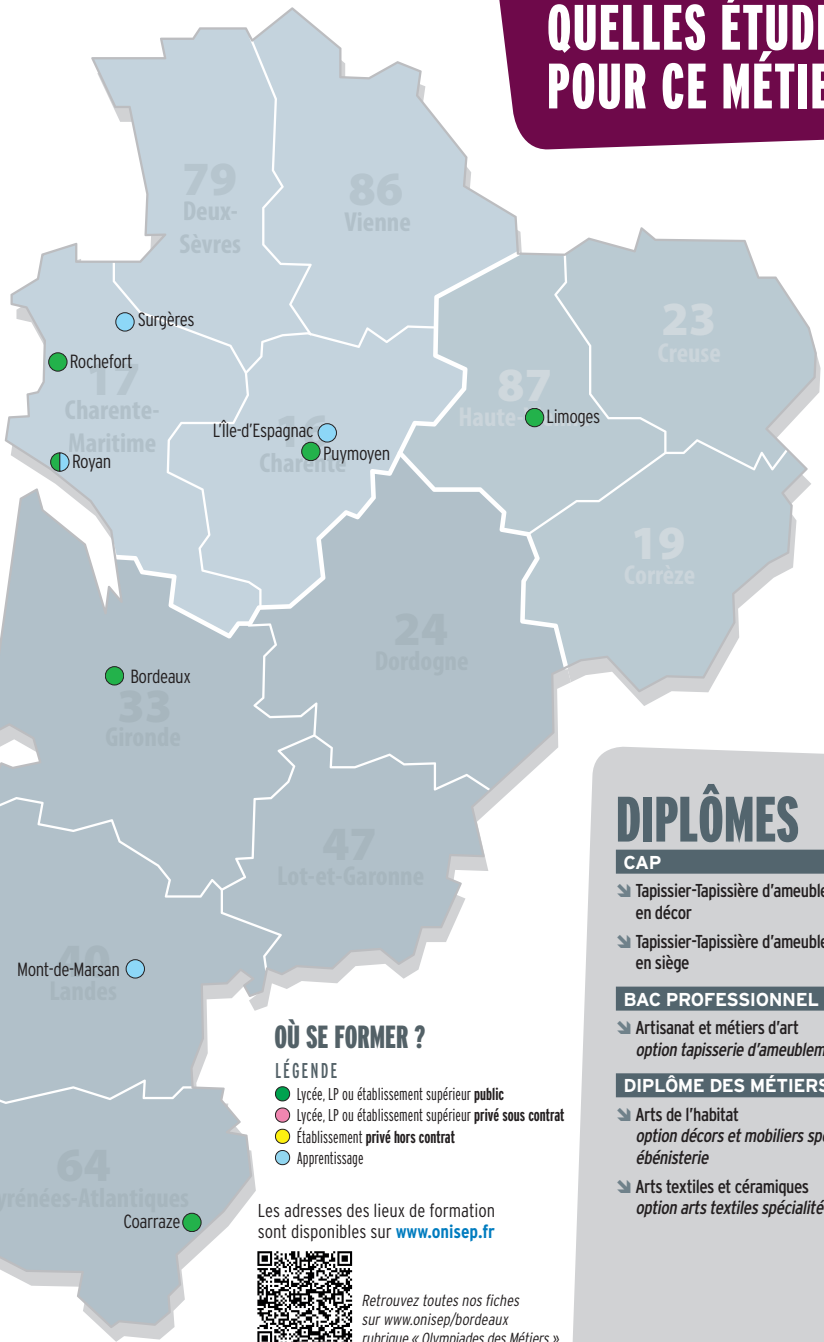 QUELLES ÉTUD
POUR CE MÉTIE
79
Deux-
Sèvres
86
Vienne
Surgères
Rochefort
17
Charente-
Maritime
Royan
L'Île-d'Espagnac
16
Charente
Puymoyen
87
Haute-
Limoges
23
Creuse
19
Corrèze
24
Dordogne
Bordeaux
33
Gironde
47
Lot-et-Garonne
Mont-de-Marsan
40
Landes
64
yrénées-Atlantiques
Coarraze
OÙ SE FORMER ?
LÉGENDE
Lycée, LP ou établissement supérieur public
Lycée, LP ou établissement supérieur privé sous contrat
Établissement privé hors contrat
Apprentissage
Les adresses des lieux de formation
sont disponibles sur www.onisep.fr
Retrouvez toutes nos fiches
sur www.onisep/bordeaux
rubrique « Olympiades des Métiers »
DIPLÔMES
CAP
Tapissier-Tapissière d'ameuble
en décor
Tapissier-Tapissière d'ameuble
en siège
BAC PROFESSIONNEL
Artisanat et métiers d'art
option tapisserie d'ameublem
DIPLÔME DES MÉTIERS
Arts de l'habitat
option décors et mobiliers spé
ébénisterie
Arts textiles et céramiques
option arts textiles spécialité